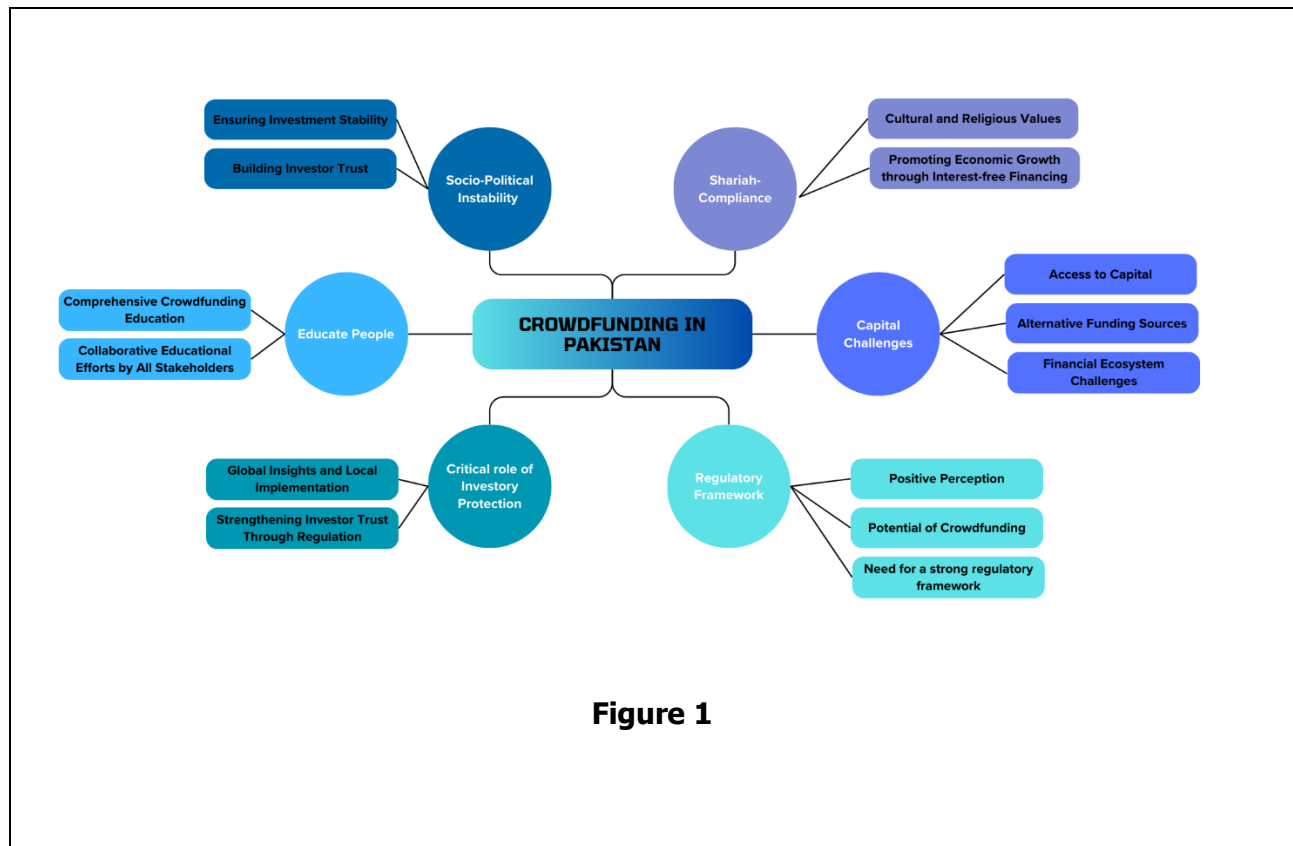 Ensuring Investment Stability
Building Investor Trust
Socio-Political
Instability
Shariah-
Compliance
Cultural and Religious Values
Promoting Economic Growth
through Interest-free Financing
Comprehensive Crowdfunding
Education
Collaborative Educational
Efforts by All Stakeholders
Educate People
CROWDFUNDING IN
PAKISTAN
Capital
Challenges
Access to Capital
Alternative Funding Sources
Financial Ecosystem
Challenges
Global Insights and Local
Implementation
Strengthening Investor Trust
Through Regulation
Critical role of
Investory
Protection
Regulatory
Framework
Positive Perception
Potential of Crowdfunding
Need for a strong regulatory
framework
Figure 1